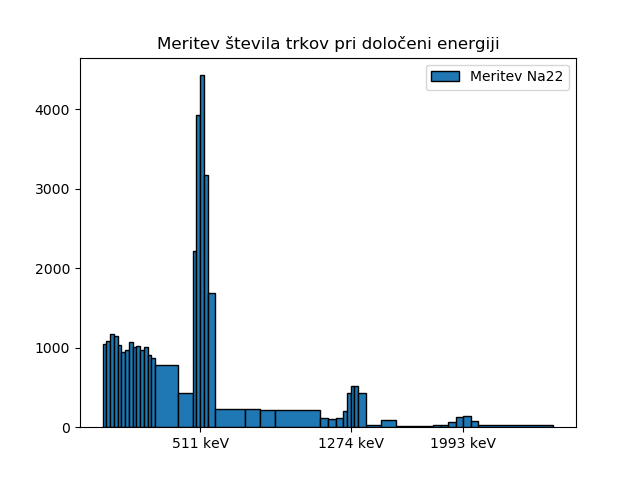 Meritev števila trkov pri določeni energiji
Meritev Na22
4000
3000
2000
1000
0
511 keV 1274 keV 1993 keV